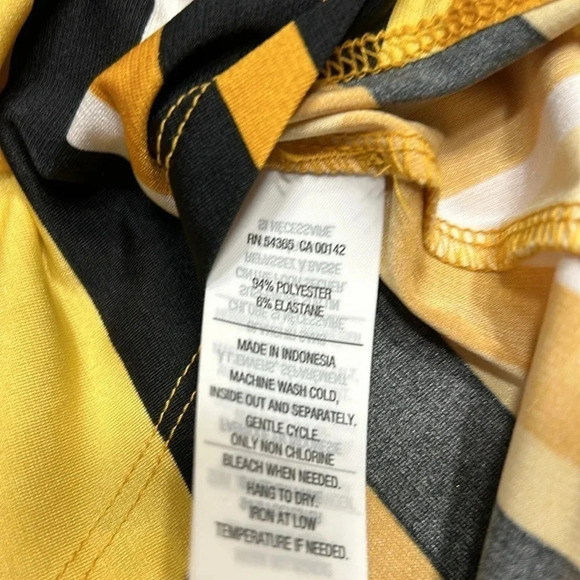 RN 54365 CA 00142
94% POLYESTER
6% ELASTANE
MADE IN INDONESIA
MACHINE WASH COLD,
INSIDE OUT AND SEPARATELY.
GENTLE CYCLE.
ONLY NON CHLORINE
BLEACH WHEN NEEDED.
HANG TO DRY.
IRON AT LOW
TEMPERATURE IF NEEDED.